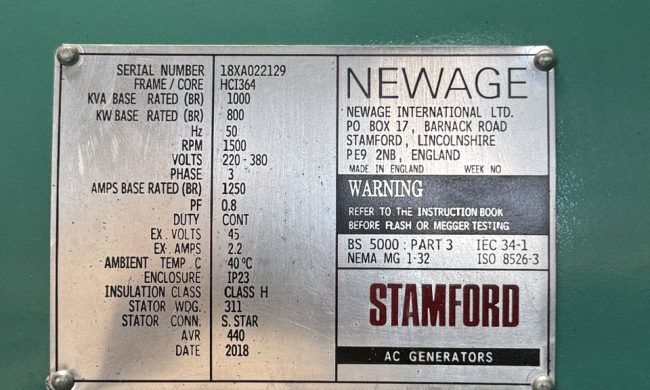 SERIAL NUMBER 18XA022129
FRAME / CORE HCI364
KVA BASE RATED (BR) 1000
KW BASE RATED (BR) 800
Hz 50
RPM 1500
VOLTS 220 - 380
PHASE 3
AMPS BASE RATED (BR) 1250
PF 0.8
DUTY CONT
EX. VOLTS 45
EX. AMPS 2.2
AMBIENT TEMP. C 40°C
ENCLOSURE IP23
INSULATION CLASS CLASS H
STATOR WDG. 311
STATOR CONN. S. STAR
AVR 440
DATE 2018
NEWAGE
NEWAGE INTERNATIONAL LTD.
PO BOX 17, BARNACK ROAD
STAMFORD, LINCOLNSHIRE
PE9 2NB, ENGLAND
MADE IN ENGLAND WEEK NO
WARNING
REFER TO THE INSTRUCTION BOOK
BEFORE FLASH OR MEGGER TESTING
BS 5000 : PART 3 IEC 34-1
NEMA MG 1-32 ISO 8526-3
STAMFORD
AC GENERATORS